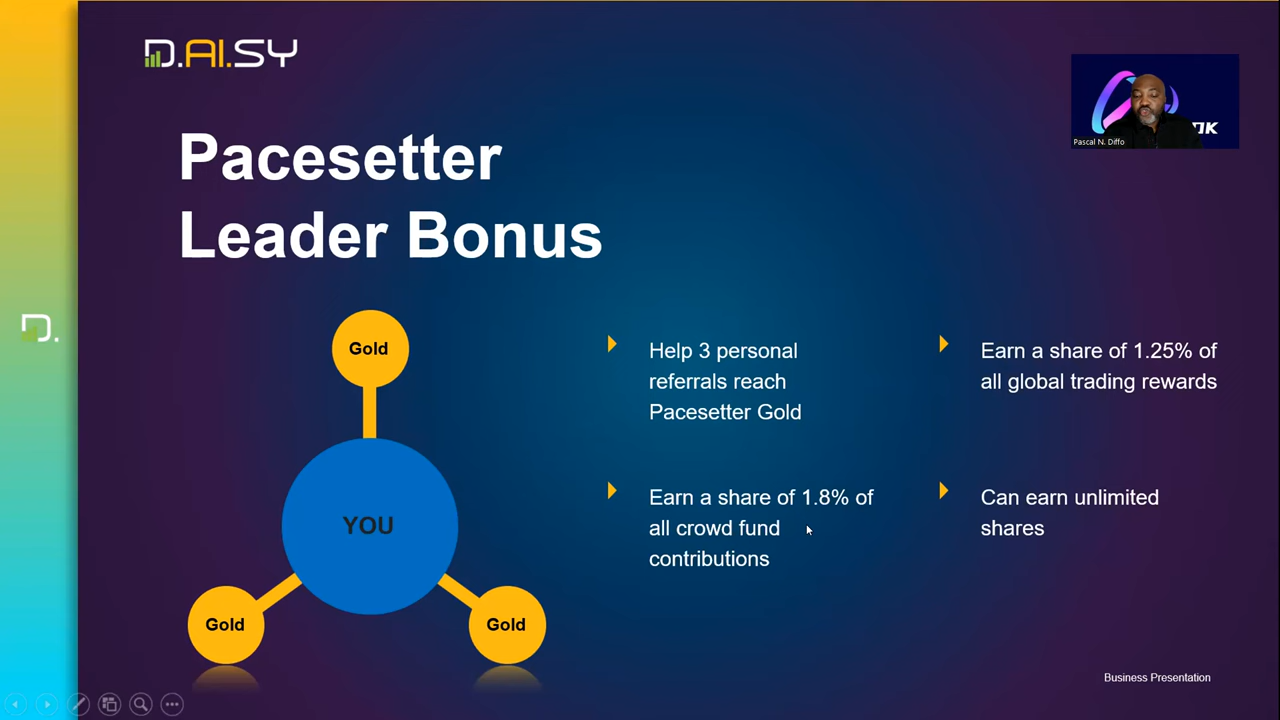 D.AI.SY
Pascal N. Diffo
Pacesetter
Leader Bonus
Gold
YOU
Gold
Gold
Help 3 personal
referrals reach
Pacesetter Gold
Earn a share of 1.8% of
all crowd fund
contributions
Earn a share of 1.25% of
all global trading rewards
Can earn unlimited
shares
D.
Business Presentation